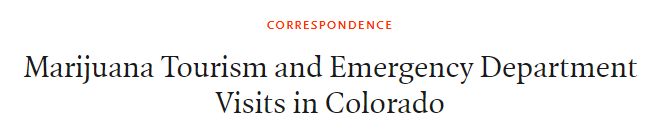 CORRESPONDENCE
Marijuana Tourism and Emergency Department
Visits in Colorado